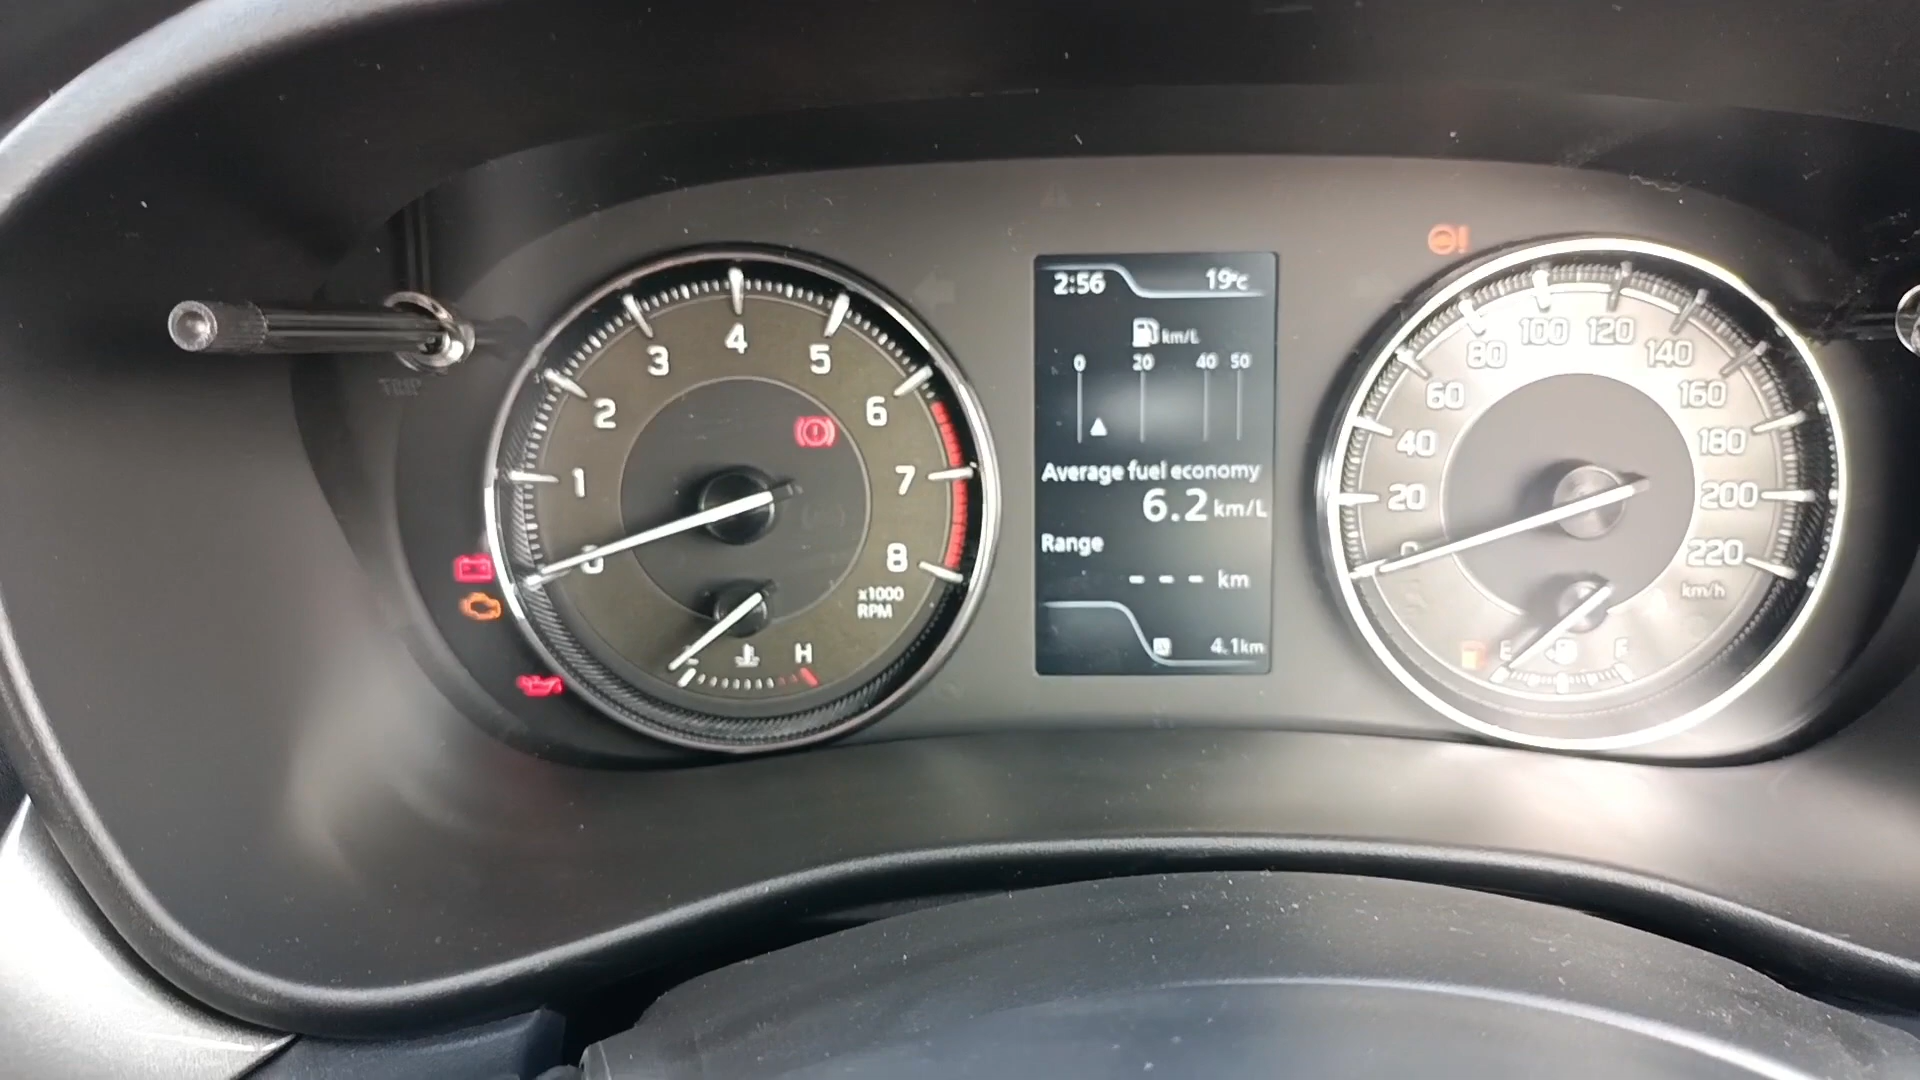 TRIP
0
1
2
3
4
5
6
7
8
x1000
RPM
H
2:56 19°C
km/L
0 20 40 50
Average fuel economy
6.2 km/L
Range
--- km
4.1km
0
20
40
60
80
100
120
140
160
180
200
220
km/h
E F